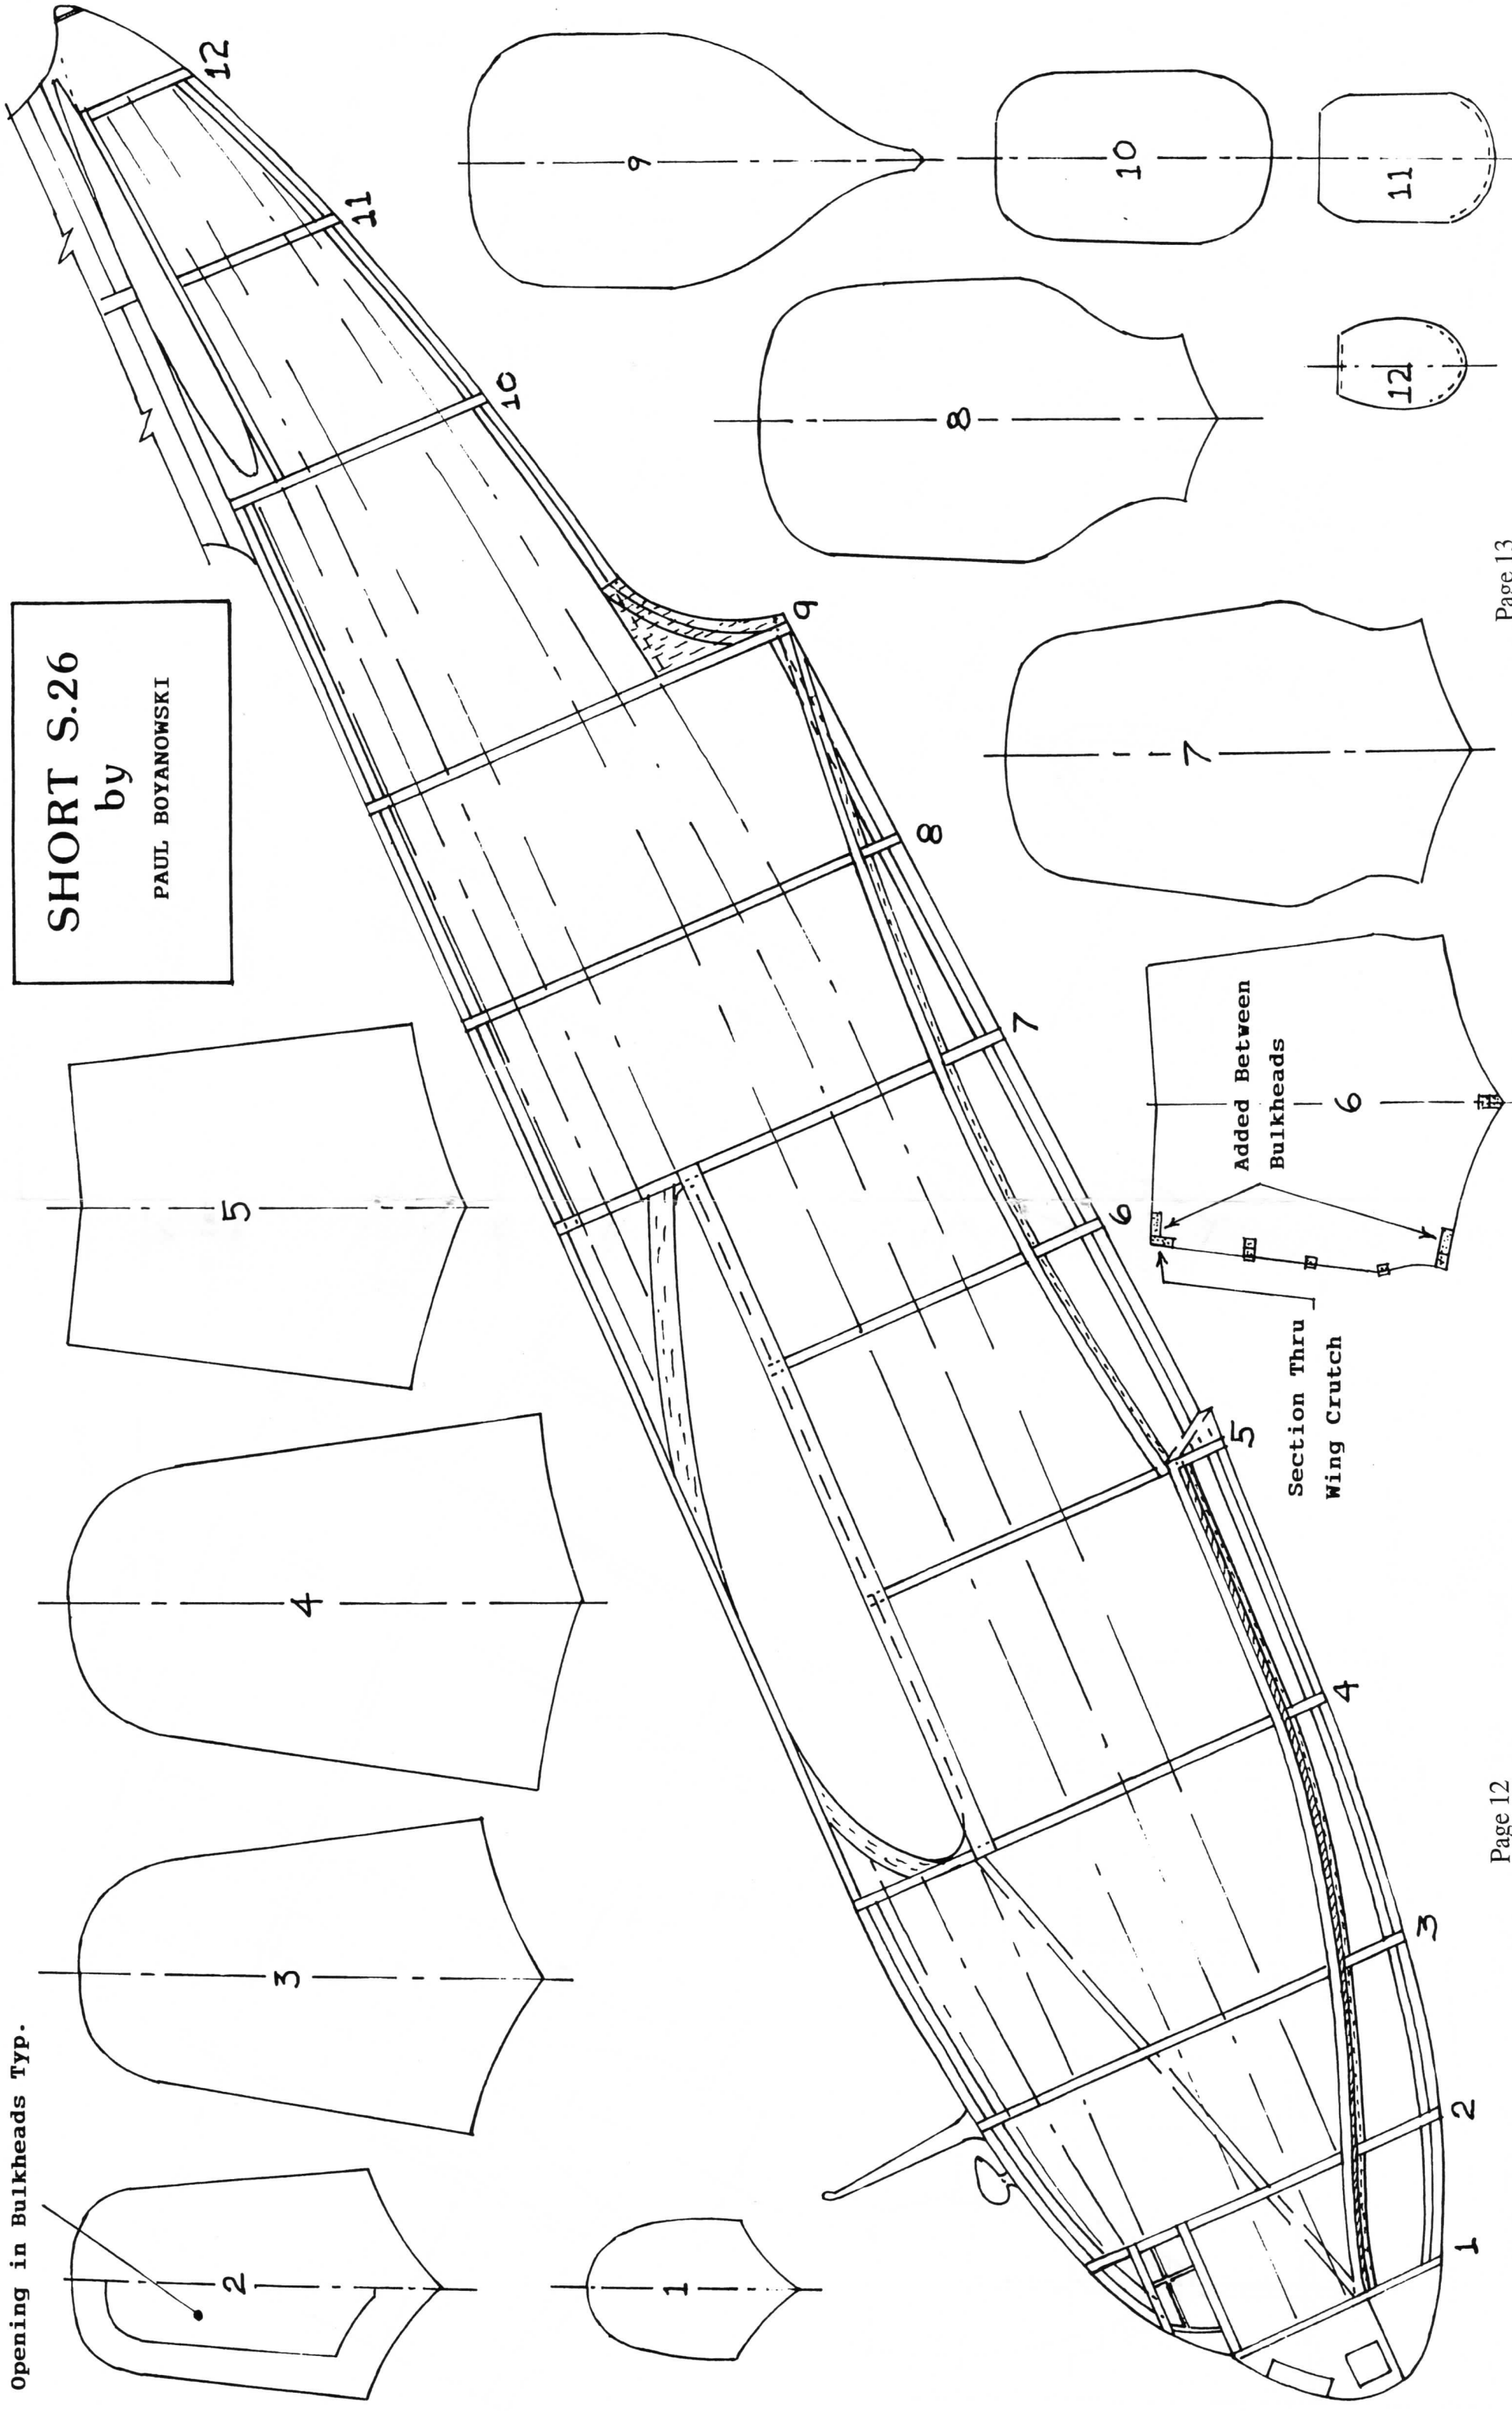 SHORT S.26
by
PAUL BOYANOWSKI
Opening in Bulkheads Typ.
2
3
4
5
1
1
2
3
4
5
6
7
8
9
10
11
12
Section Thru
Wing Crutch
Added Between
Bulkheads
6
7
8
9
10
11
12
Page 12
Page 13